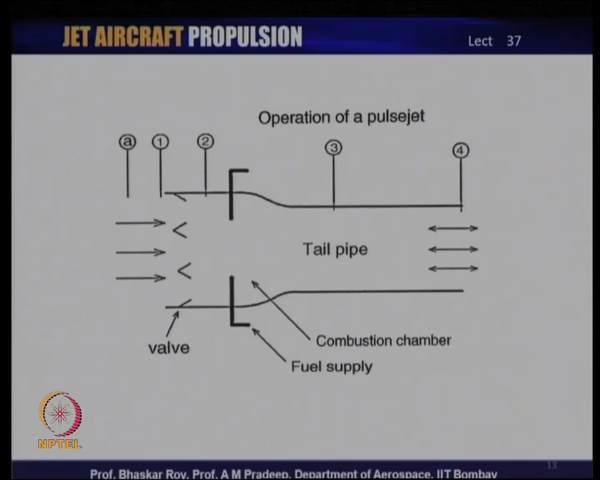 JET AIRCRAFT PROPULSION
Lect 37
Operation of a pulsejet
a 1 2 3 4
Tail pipe
Combustion chamber
valve
Fuel supply
NPTEL
13
Prof. Bhaskar Roy, Prof. A M Pradeep, Department of Aerospace, IIT Bombay